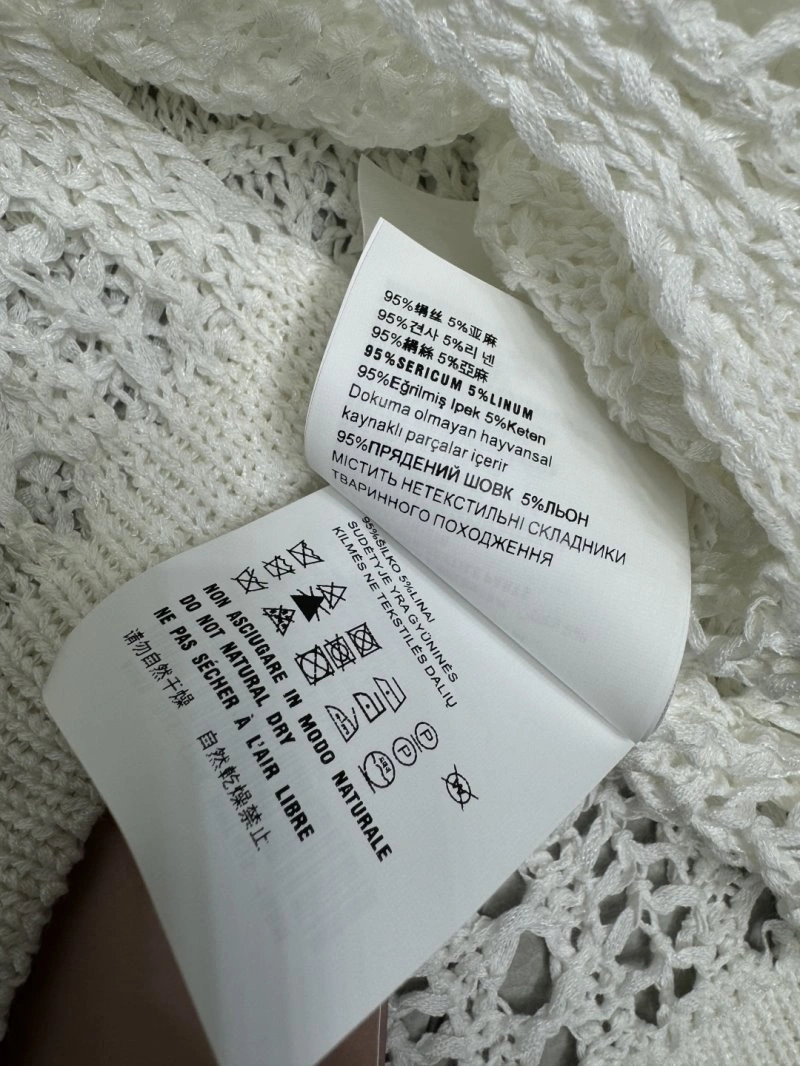 95%绢丝 5%亚麻
95%견사 5%리넨
95%絹絲 5%亞麻
95%SERICUM 5%LINUM
95%Eğrilmiş Ipek 5%Keten
Dokuma olmayan hayvansal
kaynaklı parçalar içerir
95%ПРЯДЕНИЙ ШОВК 5%ЛЬОН
МІСТИТЬ НЕТЕКСТИЛЬНІ СКЛАДНИКИ
ТВАРИННОГО ПОХОДЖЕННЯ
95%ŠILKO 5%LINAI
SUDĖTYJE YRA GYŪNINĖS
KILMĖS NE TEKSTILĖS DALIŲ
P
P
NON ASCIUGARE IN MODO NATURALE
DO NOT NATURAL DRY
NE PAS SÉCHER À L'AIR LIBRE
请勿自然干燥
自然乾燥禁止.